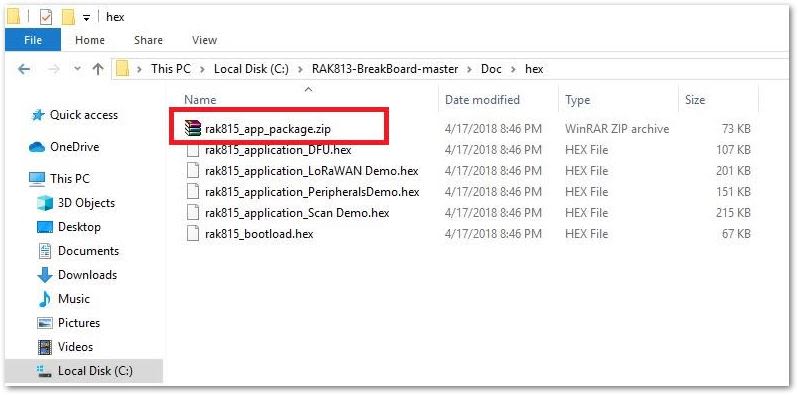 hex
File Home Share View
This PC Local Disk (C:) RAK813-BreakBoard-master Doc hex
Name Date modified Type Size
Quick access
OneDrive
This PC
3D Objects
Desktop
Documents
Downloads
Music
Pictures
Videos
Local Disk (C:)
rak815_app_package.zip 4/17/2018 8:46 PM WinRAR ZIP archive 73 KB
rak815_application_DFU.hex 4/17/2018 8:46 PM HEX File 107 KB
rak815_application_LoRaWAN Demo.hex 4/17/2018 8:46 PM HEX File 201 KB
rak815_application_PeripheralsDemo.hex 4/17/2018 8:46 PM HEX File 151 KB
rak815_application_Scan Demo.hex 4/17/2018 8:46 PM HEX File 215 KB
rak815_bootload.hex 4/17/2018 8:46 PM HEX File 67 KB